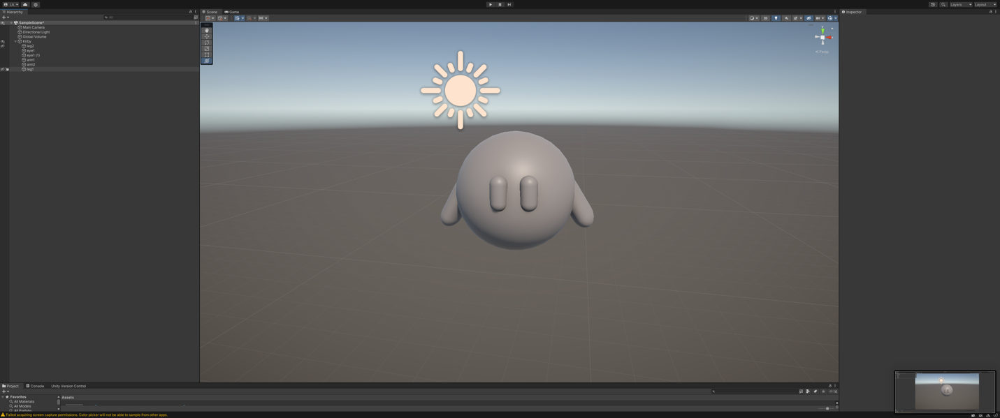 LA
Layers
Layout
Hierarchy
Scene
Game
Inspector
All
SampleScene*
Main Camera
Directional Light
Global Volume
Kirby
leg2
eye1
eye1 (1)
arm1
arm2
leg1
y
Persp
Project
Console
Unity Version Control
Favorites
All Materials
All Models
Assets
Failed acquiring screen capture permissions. Color picker will not be able to sample from other apps.